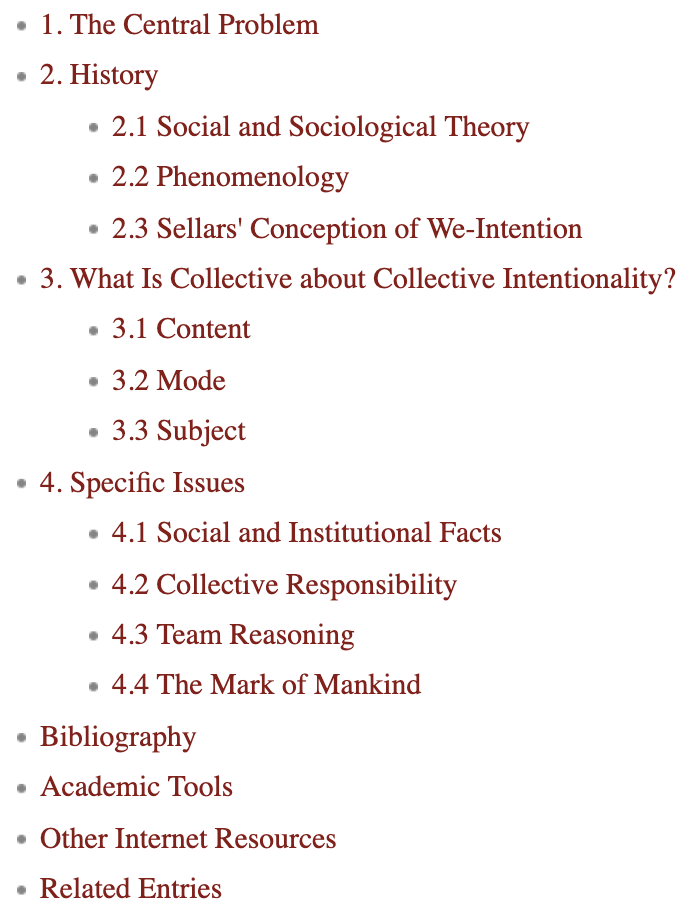 1. The Central Problem
2. History
2.1 Social and Sociological Theory
2.2 Phenomenology
2.3 Sellars' Conception of We-Intention
3. What Is Collective about Collective Intentionality?
3.1 Content
3.2 Mode
3.3 Subject
4. Specific Issues
4.1 Social and Institutional Facts
4.2 Collective Responsibility
4.3 Team Reasoning
4.4 The Mark of Mankind
Bibliography
Academic Tools
Other Internet Resources
Related Entries